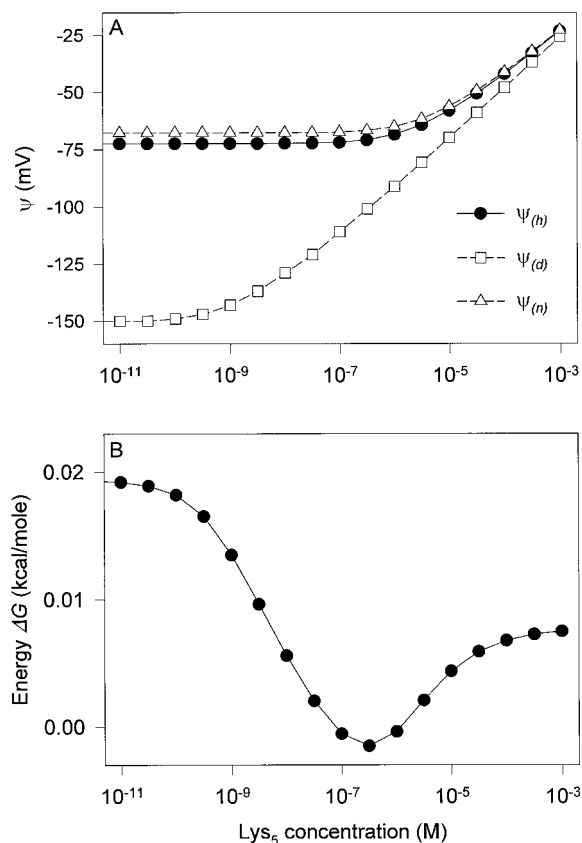 A
-25
-50
-75
-100
-125
-150
ψ (mV)
ψ(h)
ψ(d)
ψ(n)
10-11 10-9 10-7 10-5 10-3
B
0.02
0.01
0.00
Energy ΔG (kcal/mole)
10-11 10-9 10-7 10-5 10-3
Lys5 concentration (M)